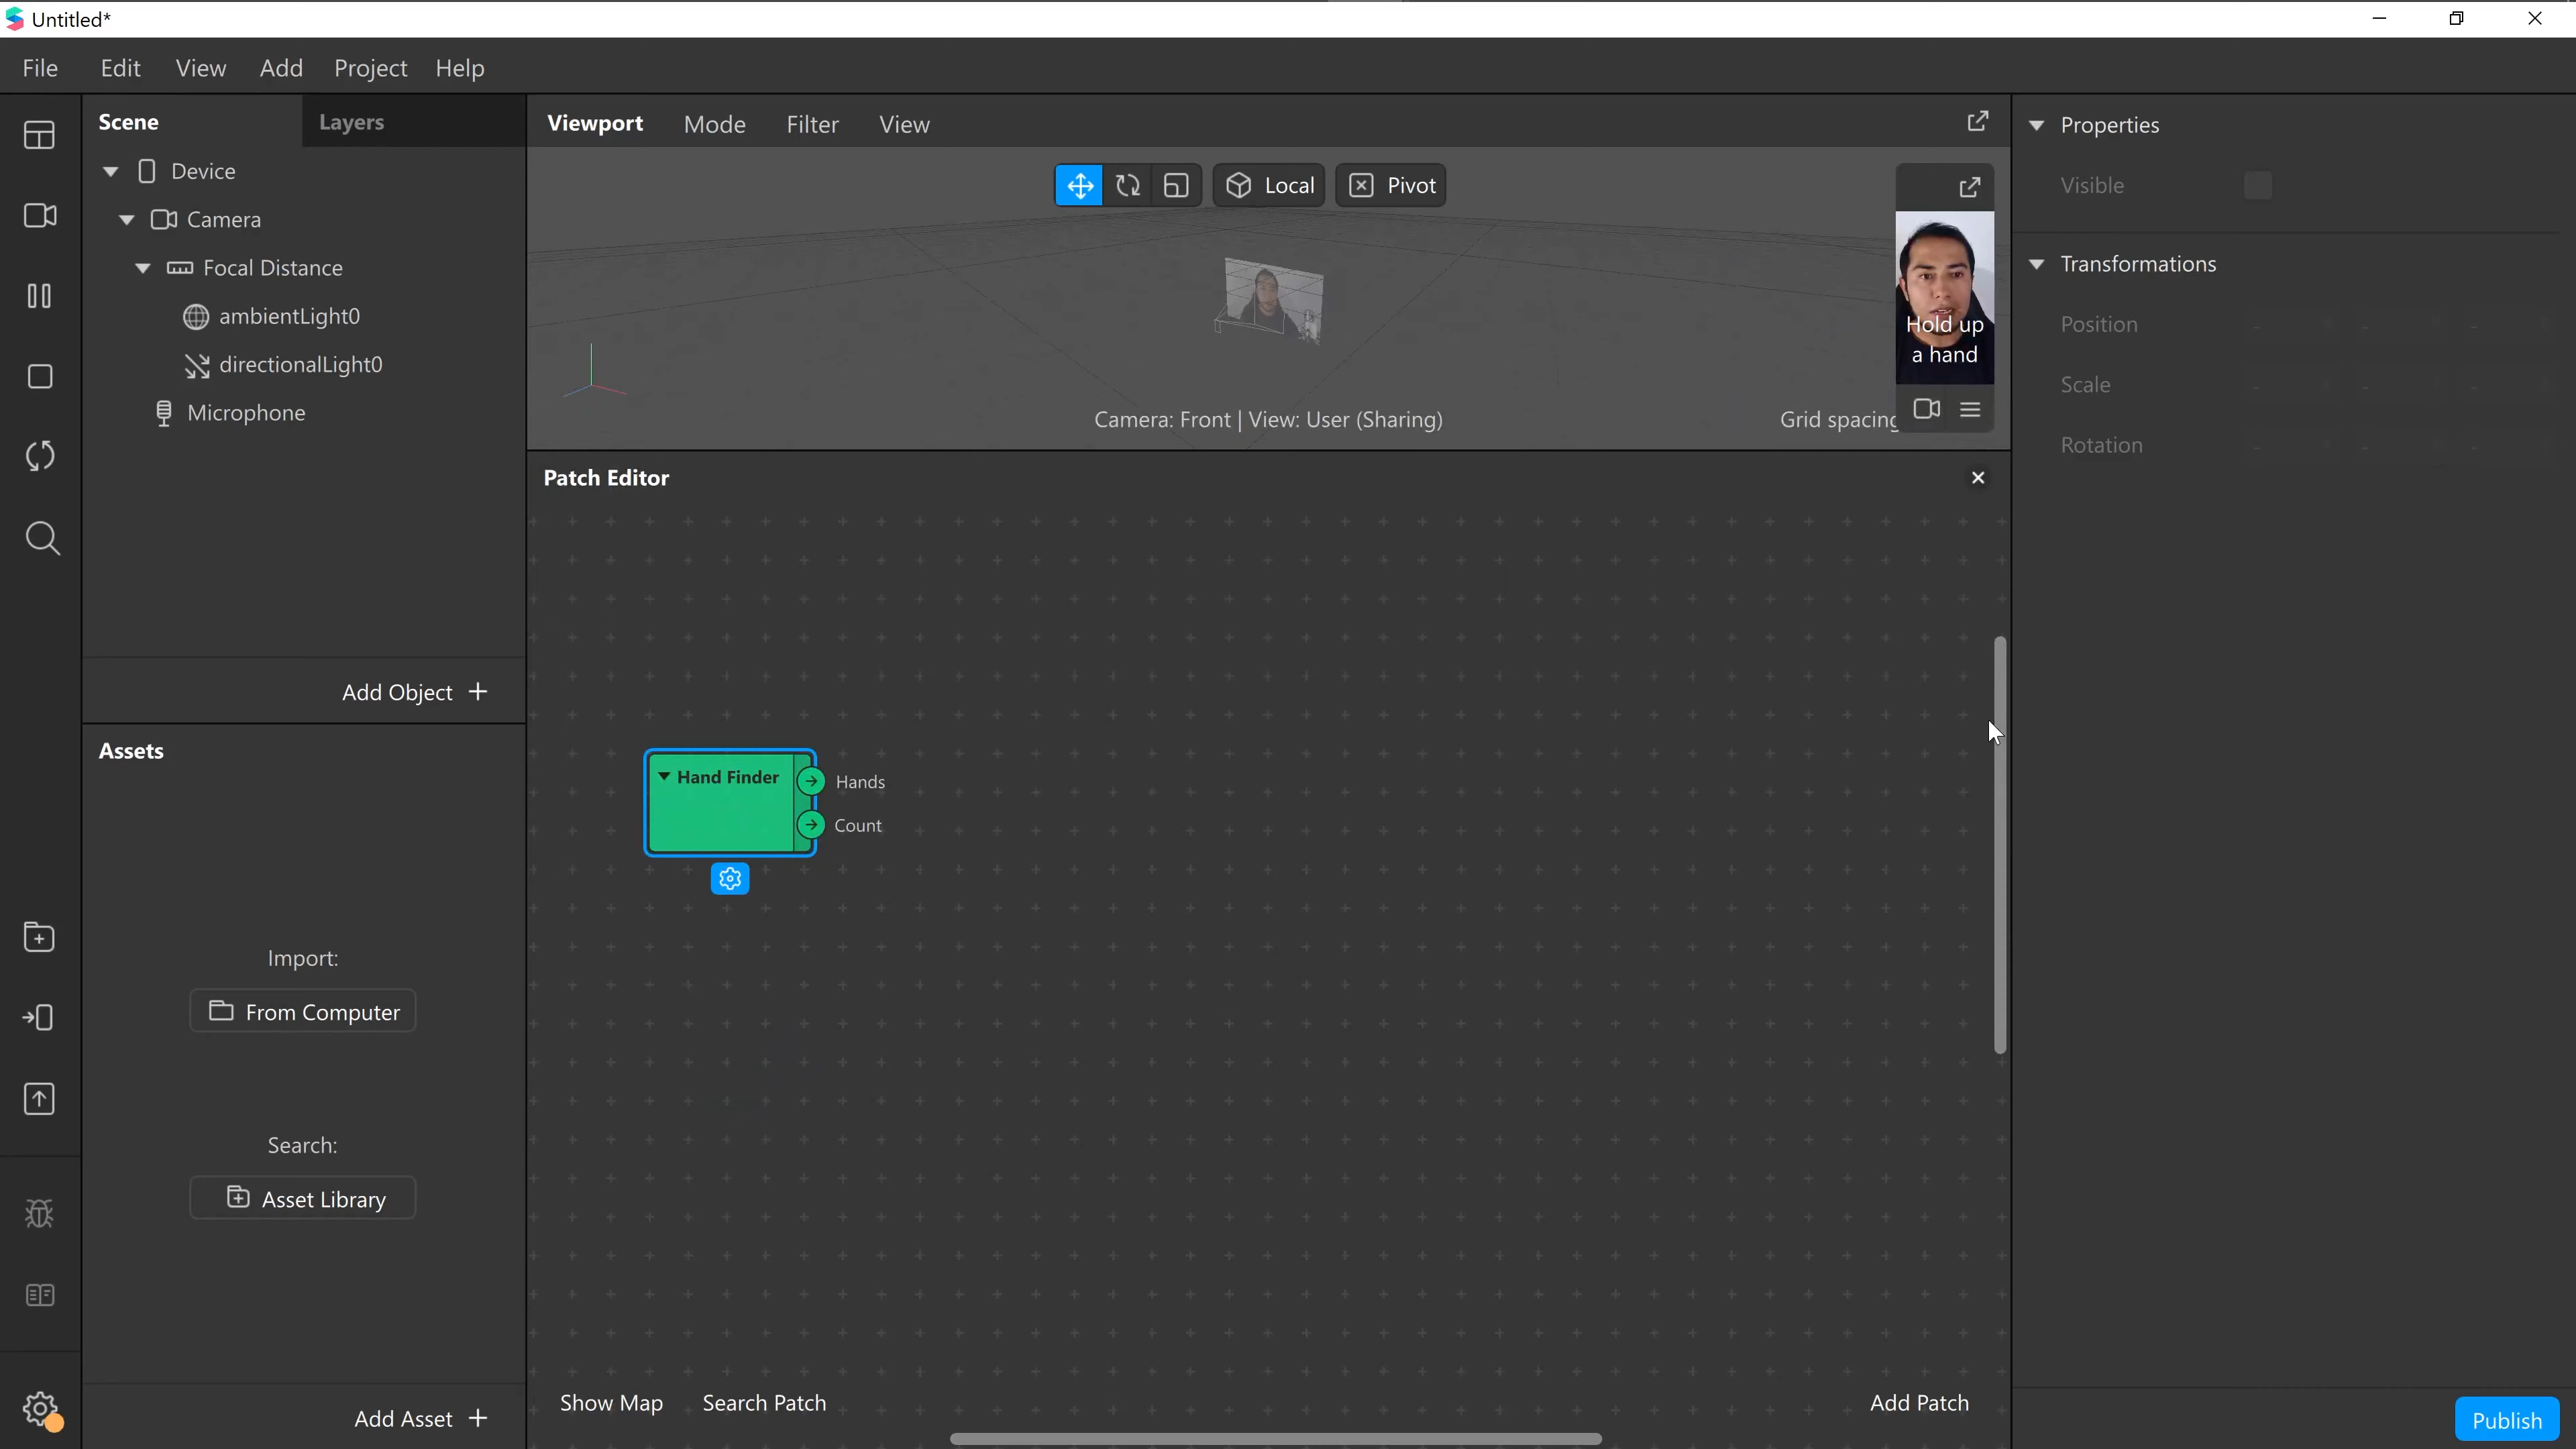 Untitled*
File Edit View Add Project Help
Scene Layers
Device
Camera
Focal Distance
ambientLight0
directionalLight0
Microphone
Add Object +
Assets
Import:
From Computer
Search:
Asset Library
Add Asset +
Viewport Mode Filter View
Local Pivot
Hold up
a hand
Camera: Front | View: User (Sharing)
Grid spacing
Patch Editor
Hand Finder
Hands
Count
Show Map Search Patch Add Patch
Properties
Visible
Transformations
Position - - -
Scale - - -
Rotation - - -
Publish